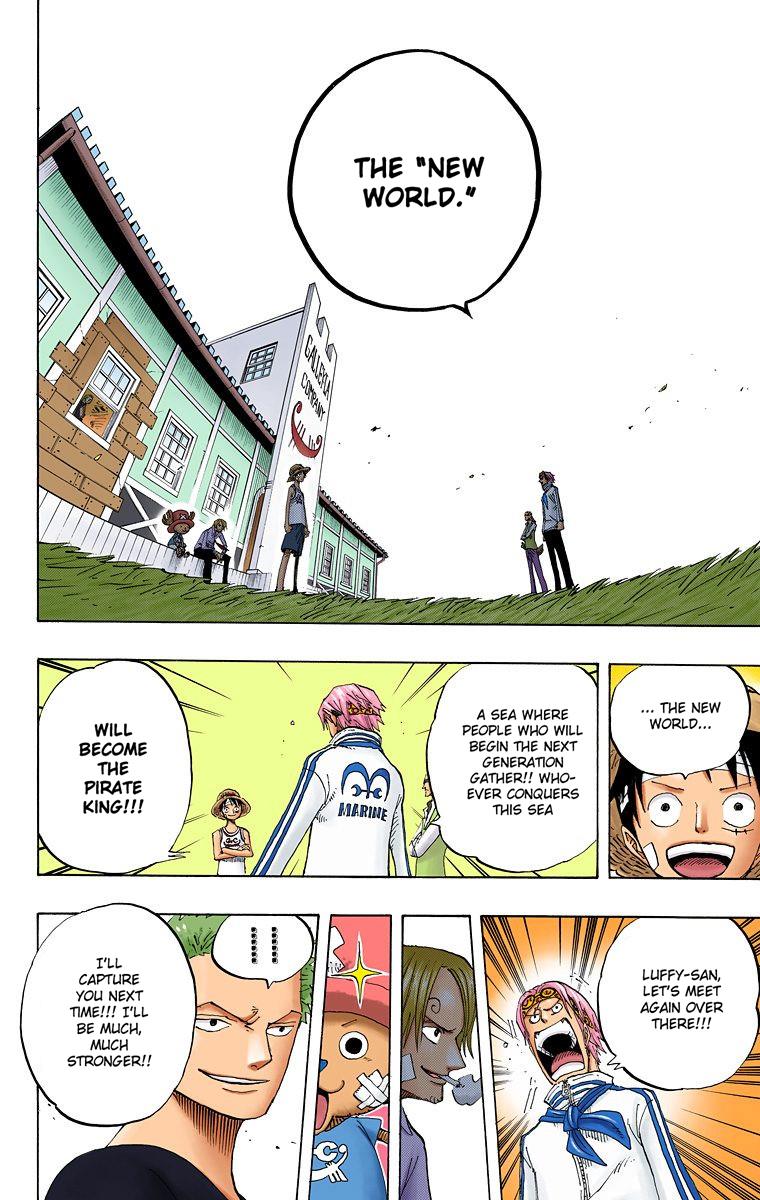 THE "NEW
WORLD."
GALLEY-LA
COMPANY
... THE NEW
WORLD...
A SEA WHERE
PEOPLE WHO WILL
BEGIN THE NEXT
GENERATION
GATHER!! WHO-
EVER CONQUERS
THIS SEA
MARINE
WILL
BECOME
THE
PIRATE
KING!!!
LUFFY-SAN,
LET'S MEET
AGAIN OVER
THERE!!!
!!
I'LL
CAPTURE
YOU NEXT
TIME!!! I'LL
BE MUCH,
MUCH
STRONGER!!